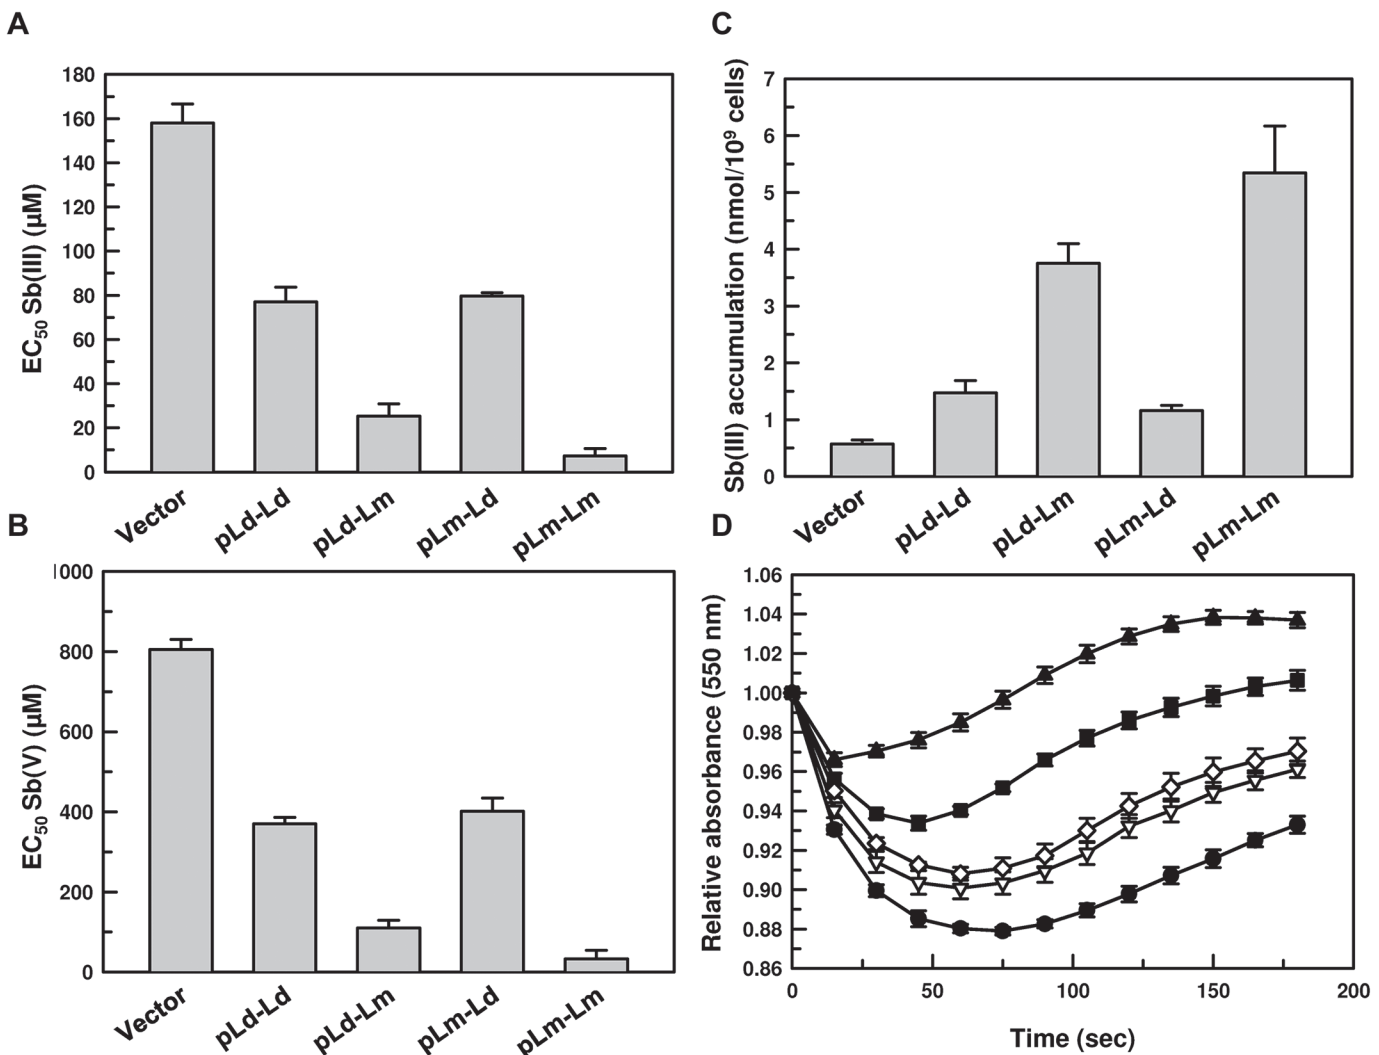 A
180
160
140
120
100
80
60
40
20
0
EC50 Sb(III) (µM)
Vector
pLd-Ld
pLd-Lm
pLm-Ld
pLm-Lm
B
1000
800
600
400
200
0
EC50 Sb(V) (µM)
Vector
pLd-Ld
pLd-Lm
pLm-Ld
pLm-Lm
C
7
6
5
4
3
2
1
0
Sb(III) accumulation (nmol/10⁹ cells)
Vector
pLd-Ld
pLd-Lm
pLm-Ld
pLm-Lm
D
1.06
1.04
1.02
1.00
0.98
0.96
0.94
0.92
0.90
0.88
0.86
Relative absorbance (550 nm)
0 50 100 150 200
Time (sec)